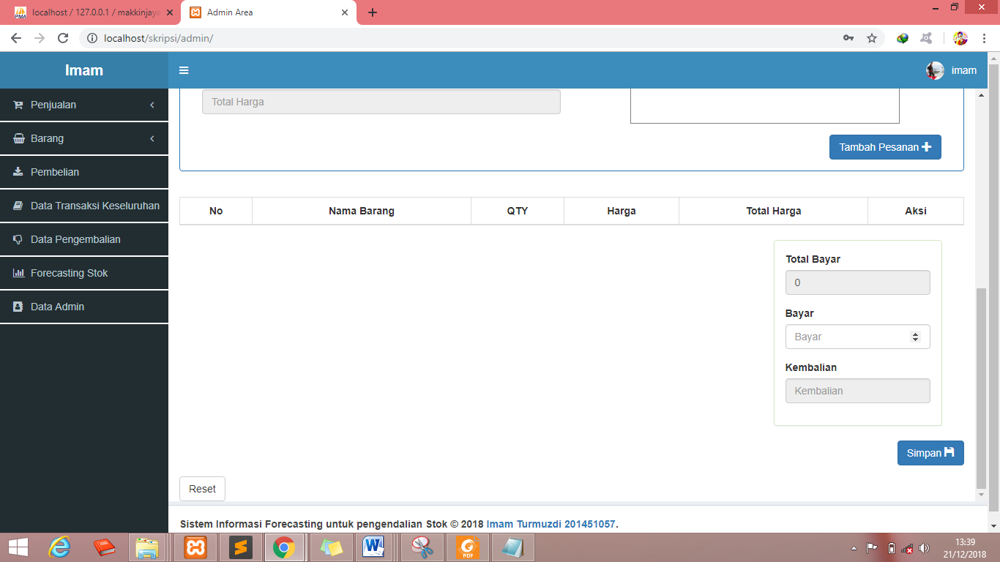 localhost / 127.0.0.1 / makkinjaya
Admin Area
localhost/skripsi/admin/
Imam
imam
Penjualan
Barang
Pembelian
Data Transaksi Keseluruhan
Data Pengembalian
Forecasting Stok
Data Admin
Total Harga
Tambah Pesanan
No Nama Barang QTY Harga Total Harga Aksi
Total Bayar
0
Bayar
Bayar
Kembalian
Kembalian
Simpan
Reset
Sistem Informasi Forecasting untuk pengendalian Stok © 2018 Imam Turmuzdi 201451057.
PDF
13:39
21/12/2018